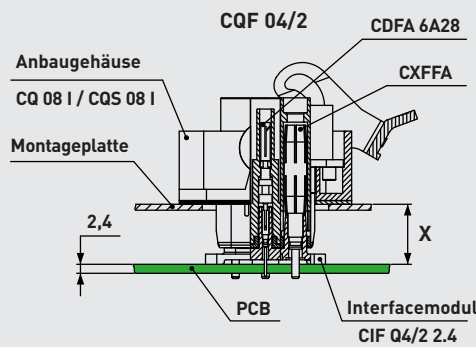 CQF 04/2
CDFA 6A28
CXFFA
Anbaugehäuse
CQ 08 I / CQS 08 I
Montageplatte
2,4
X
PCB
Interfacemodul
CIF Q4/2 2.4